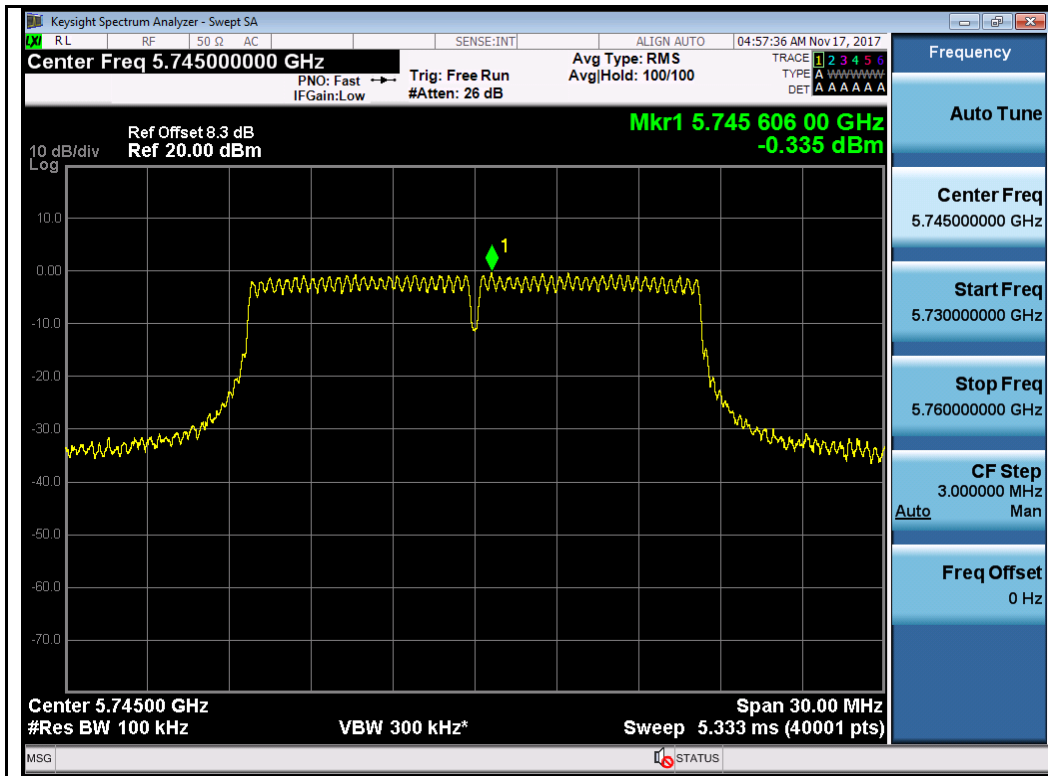 Keysight Spectrum Analyzer - Swept SA
LXI RL RF 50 Ω AC SENSE:INT ALIGN AUTO 04:57:36 AM Nov 17, 2017
Center Freq 5.745000000 GHz
PNO: Fast
IFGain:Low
Trig: Free Run
#Atten: 26 dB
Avg Type: RMS
Avg|Hold: 100/100
TRACE 1 2 3 4 5 6
TYPE A WWWWW
DET A A A A A A
Mkr1 5.745 606 00 GHz
-0.335 dBm
Ref Offset 8.3 dB
10 dB/div Ref 20.00 dBm
Log
10.0
0.00
-10.0
-20.0
-30.0
-40.0
-50.0
-60.0
-70.0
1
Center 5.74500 GHz Span 30.00 MHz
#Res BW 100 kHz VBW 300 kHz* Sweep 5.333 ms (40001 pts)
MSG STATUS
Frequency
Auto Tune
Center Freq
5.745000000 GHz
Start Freq
5.730000000 GHz
Stop Freq
5.760000000 GHz
CF Step
3.000000 MHz
Auto Man
Freq Offset
0 Hz